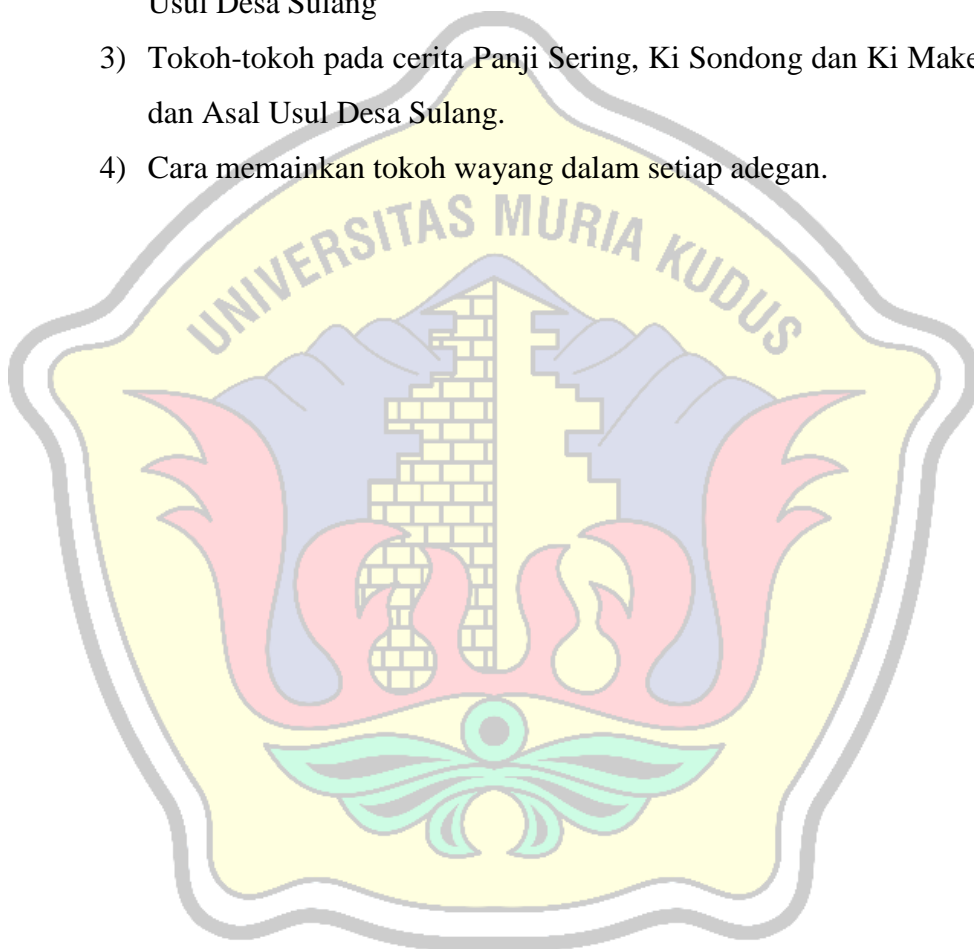 Usul Desa Sulang
3) Tokoh-tokoh pada cerita Panji Sering, Ki Sondong dan Ki Make
dan Asal Usul Desa Sulang.
4) Cara memainkan tokoh wayang dalam setiap adegan.
UNIVERSITAS MURIA KUDUS